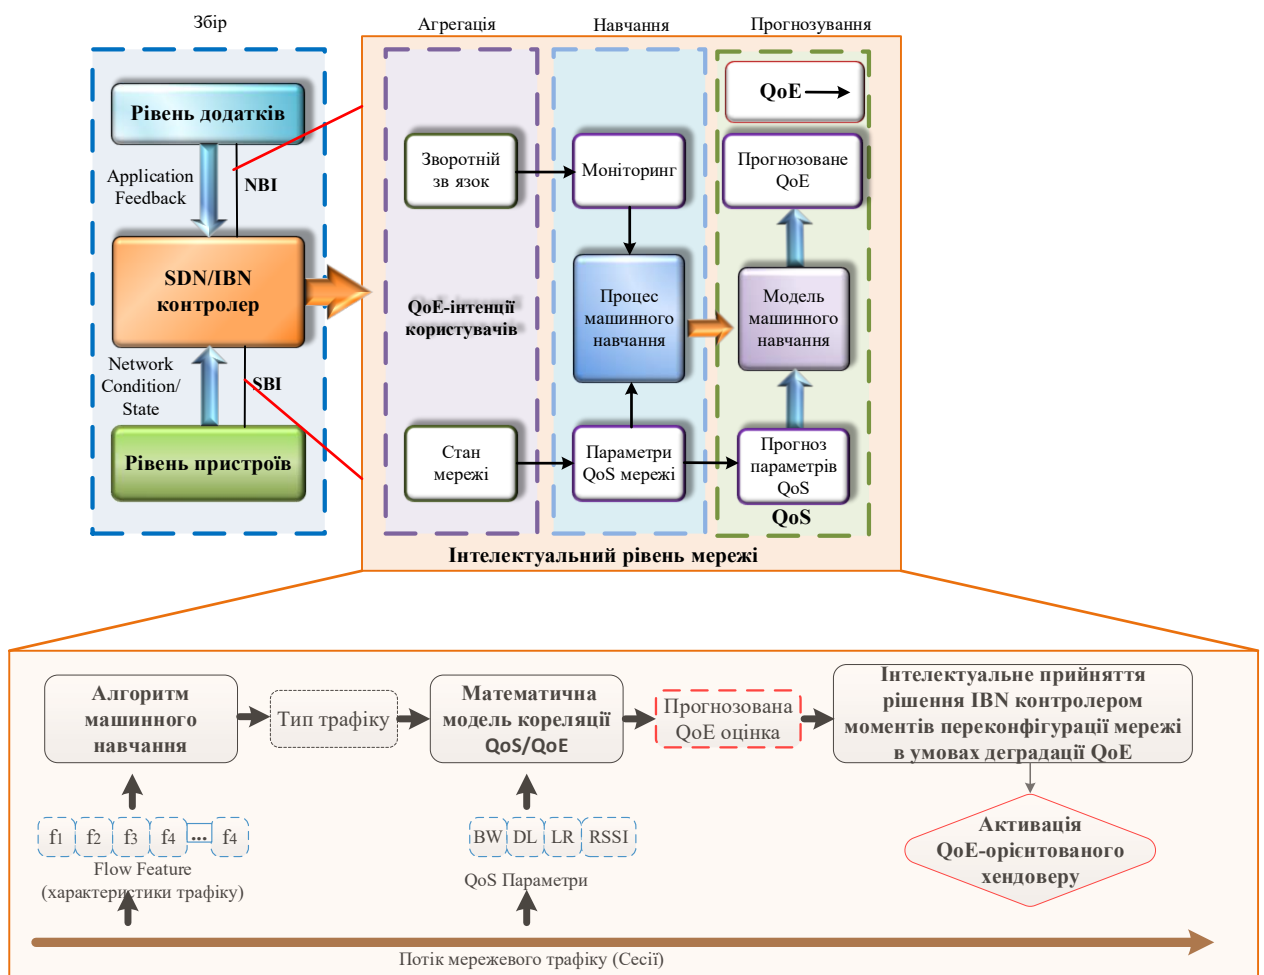 Збір
Агрегація
Навчання
Прогнозування
Рівень додатків
Application
Feedback
NBI
SDN/IBN
контролер
Network
Condition/
State
SBI
Рівень пристроїв
Зворотній
зв язок
QoE-інтенції
користувачів
Стан
мережі
Моніторинг
Процес
машинного
навчання
Параметри
QoS мережі
QoE
Прогнозоване
QoE
Модель
машинного
навчання
Прогноз
параметрів
QoS
QoS
Інтелектуальний рівень мережі
Алгоритм
машинного
навчання
Тип трафіку
Математична
модель кореляції
QoS/QoE
Прогнозована
QoE оцінка
Інтелектуальне прийняття
рішення IBN контролером
моментів переконфігурації мережі
в умовах деградації QoE
f1 f2 f3 f4 ... f4
Flow Feature
(характеристики трафіку)
BW DL LR RSSI
QoS Параметри
Активація
QoE-орієнтованого
хендоверу
Потік мережевого трафіку (Сесії)